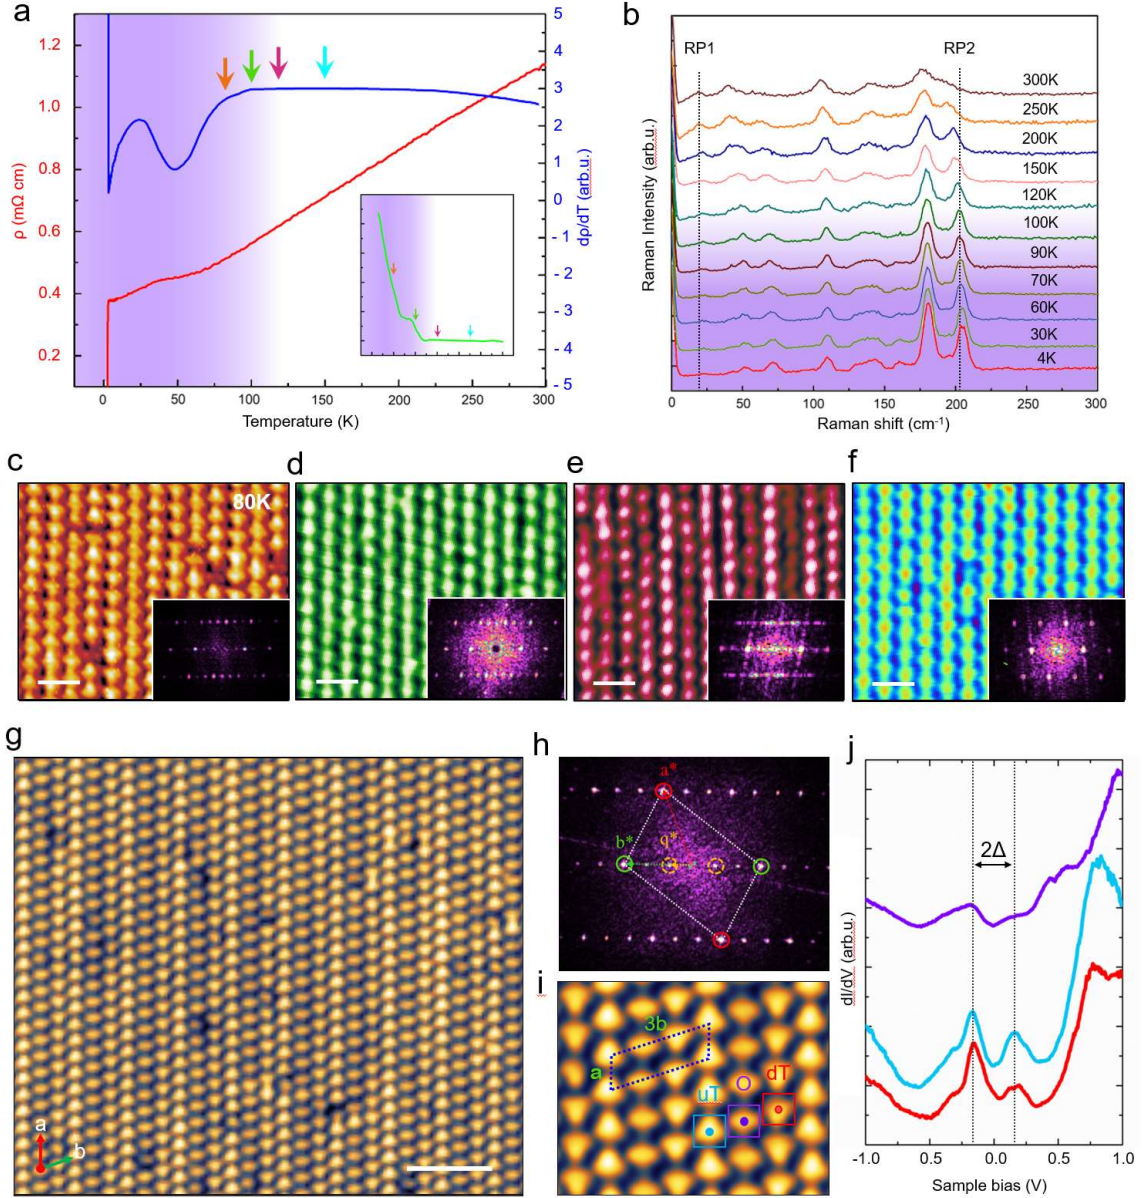 a
ρ (mΩ cm)
1.2
1.0
0.8
0.6
0.4
0.2
5
4
3
2
1
0
- 1
- 2
- 3
- 4
- 5
dρ/dT (arb.u.)
0
50
100
150
200
250
300
Temperature (K)
b
RP1
RP2
300K
250K
200K
150K
120K
100K
90K
70K
60K
30K
4K
Raman Intensity (arb.u.)
0
50
100
150
200
250
300
Raman shift (cm⁻¹)
c
80K
d
e
f
g
a
b
h
a*
b*
q*
i
3b
a
uT
O
dT
j
2Δ
dI/dV (arb.u.)
-1.0
0.5
0.0
0.5
1.0
Sample bias (V)